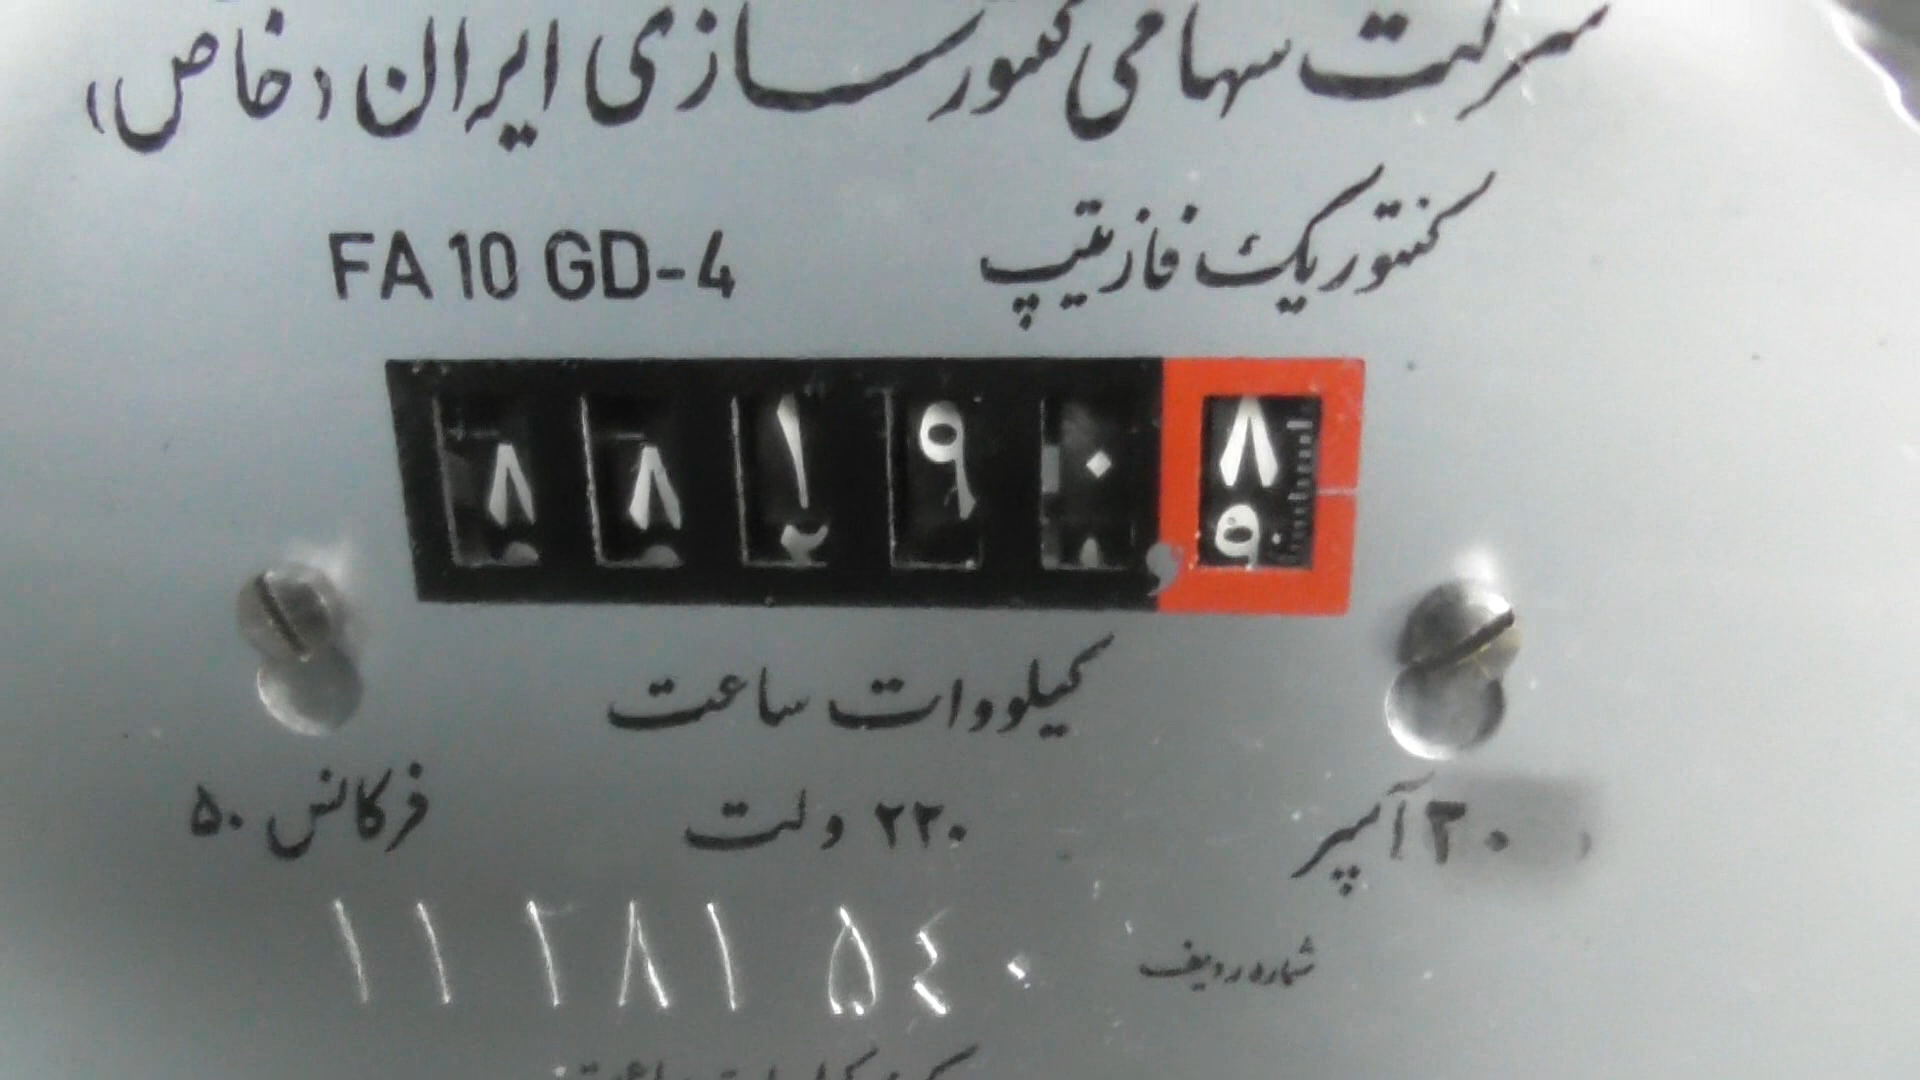 شرکت سهامی کنتورسازی ایران (خاص)
کنتور یک فاز تیپ FA 10 GD-4
۸۸۱۹۰,۸
کیلووات ساعت
۳۰ آمپر ۲۲۰ ولت فرکانس ۵۰
شماره ردیف ۱۱۲۸۱۵۴۰